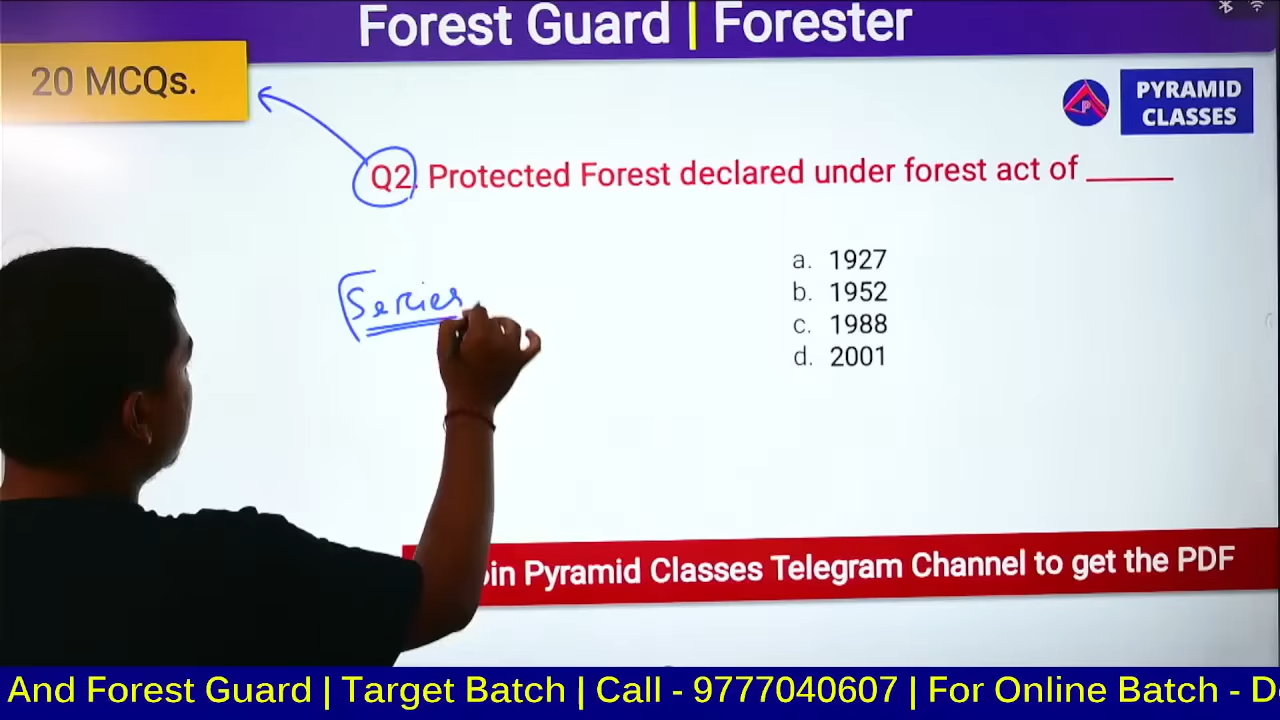 Forest Guard | Forester
20 MCQs.
PYRAMID
CLASSES
Q2. Protected Forest declared under forest act of ______
Series
a. 1927
b. 1952
c. 1988
d. 2001
in Pyramid Classes Telegram Channel to get the PDF
And Forest Guard | Target Batch | Call - 9777040607 | For Online Batch - D